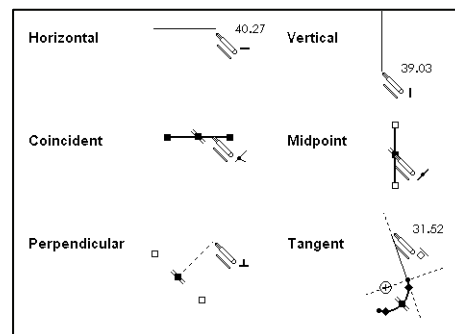 Horizontal 40.27 Vertical
39.03
Coincident Midpoint
Perpendicular Tangent 31.52